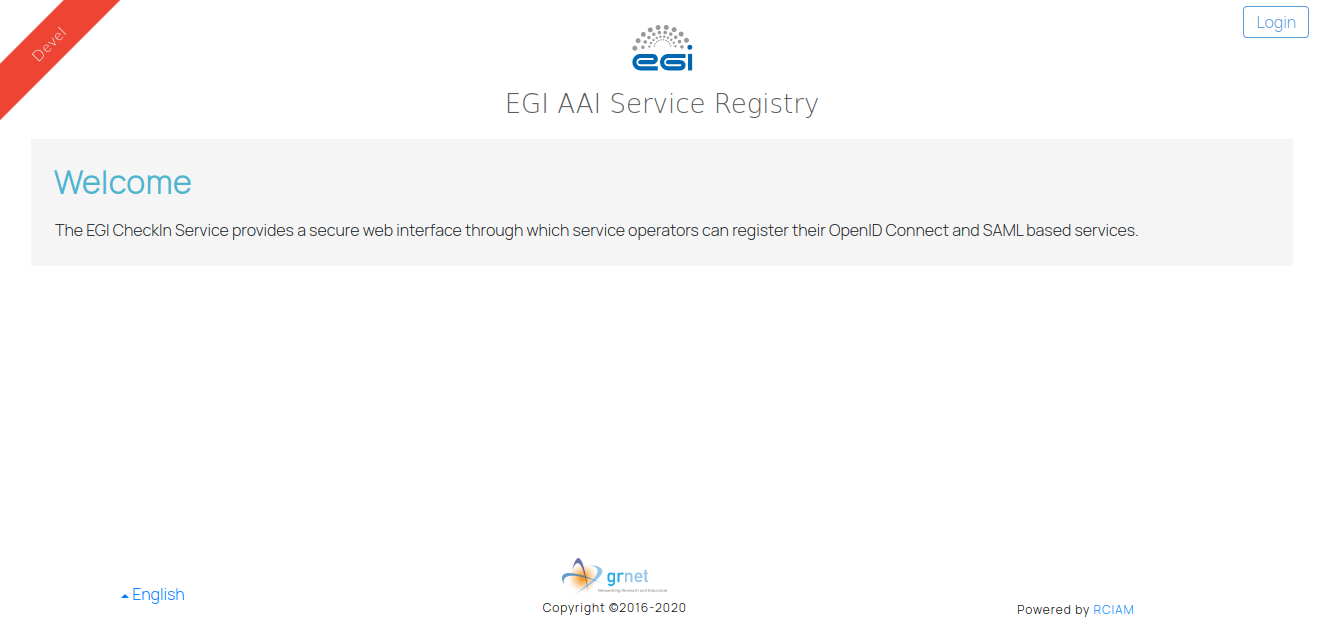 Devel
Login
egi
EGI AAI Service Registry
Welcome
The EGI CheckIn Service provides a secure web interface through which service operators can register their OpenID Connect and SAML based services.
English
grnet
Networking Research and Education
Copyright ©2016-2020
Powered by RCIAM